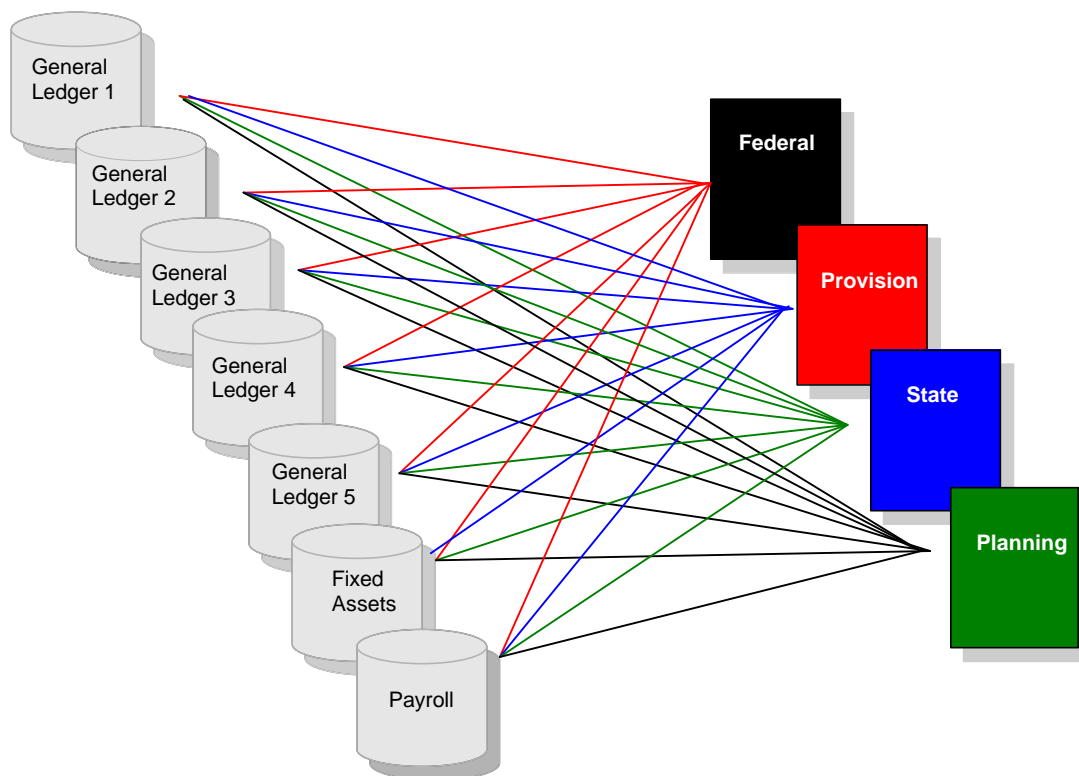 General
Ledger 1
General
Ledger 2
General
Ledger 3
General
Ledger 4
General
Ledger 5
Fixed
Assets
Payroll
Federal
Provision
State
Planning